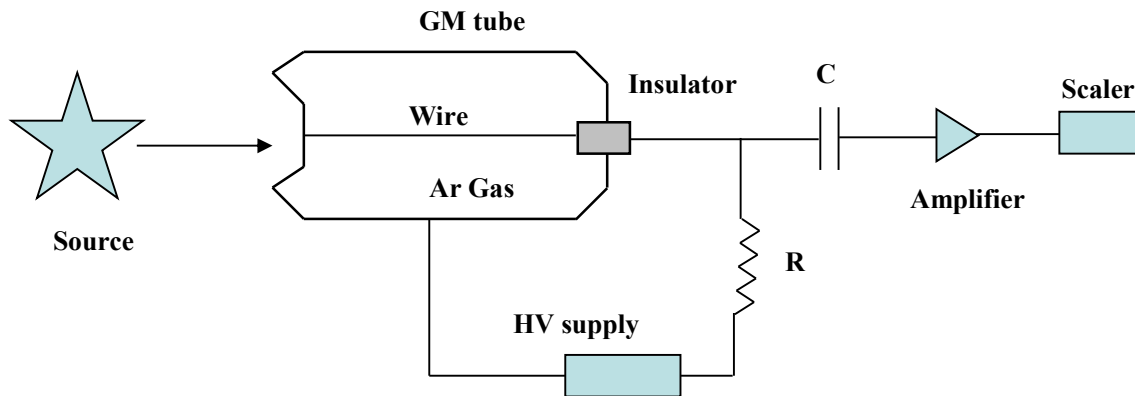 GM tube
C
Insulator
Scaler
Wire
Ar Gas
Amplifier
Source
R
HV supply